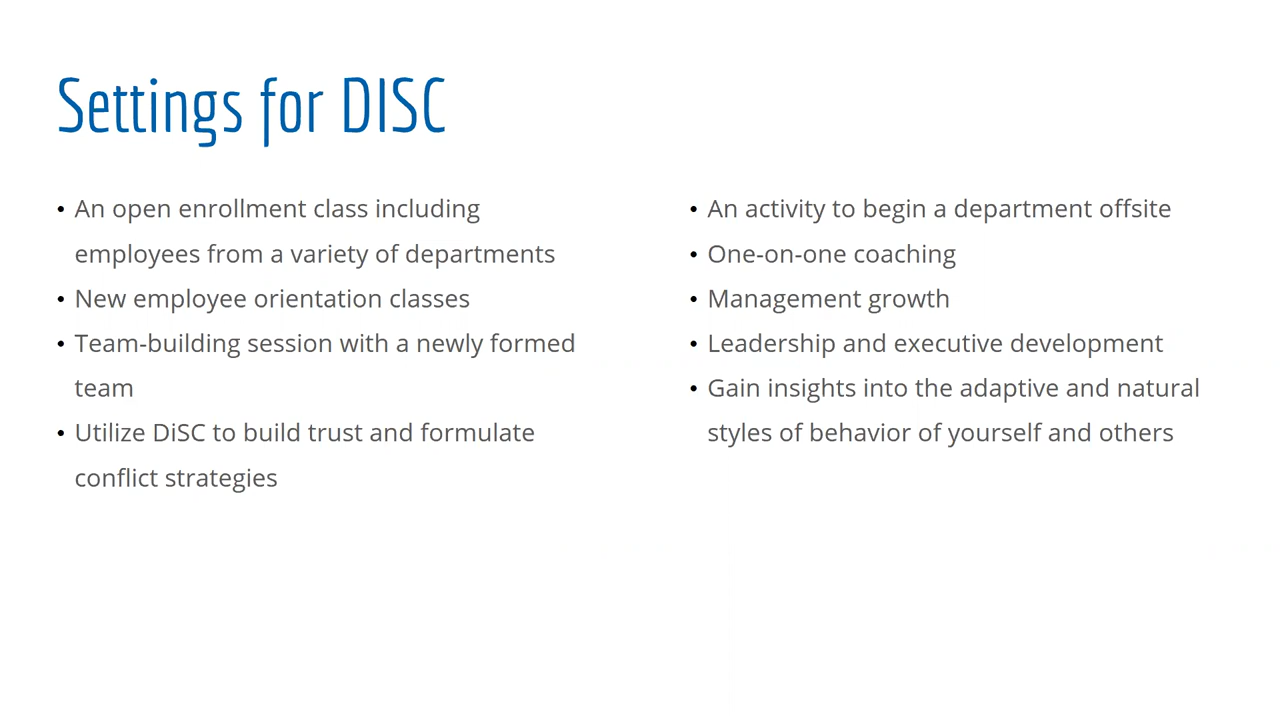 Settings for DISC
• An open enrollment class including
employees from a variety of departments
• New employee orientation classes
• Team-building session with a newly formed
team
• Utilize DiSC to build trust and formulate
conflict strategies
• An activity to begin a department offsite
• One-on-one coaching
• Management growth
• Leadership and executive development
• Gain insights into the adaptive and natural
styles of behavior of yourself and others